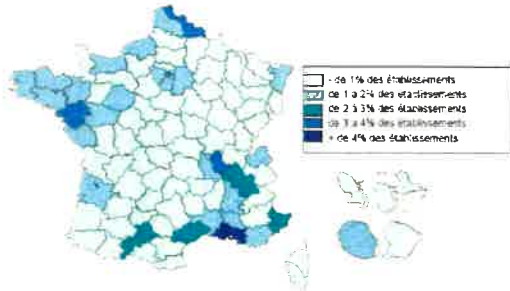 - de 1% des établissements
de 1 a 2% des établissements
de 2 à 3% des établissements
de 3 a 4% des établissements
+ de 4% des établissements